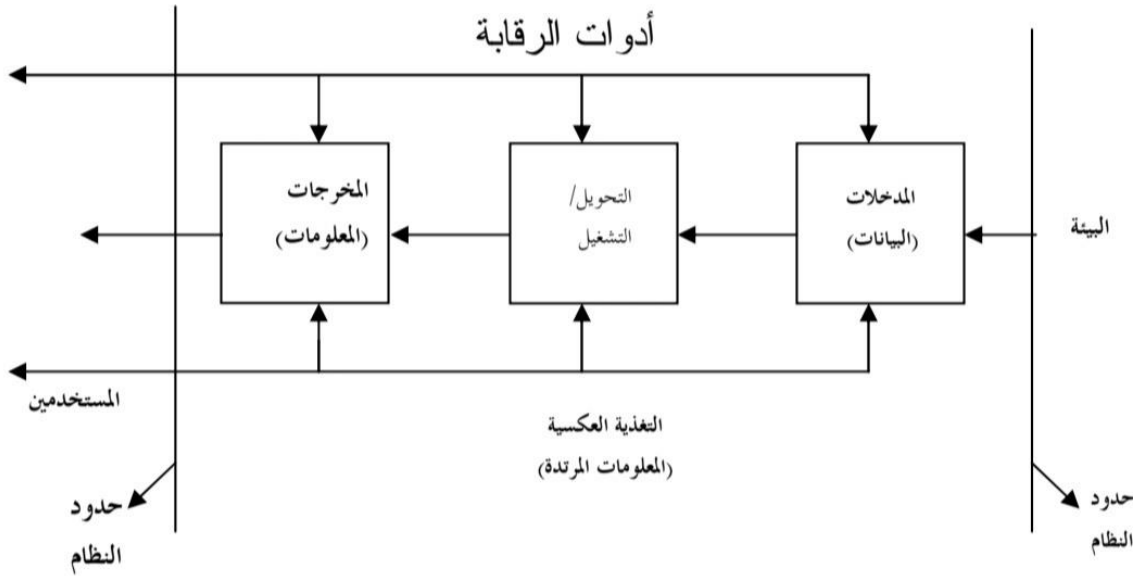 أدوات الرقابة
البيئة
المدخلات
(البيانات)
التحويل/
التشغيل
المخرجات
(المعلومات)
المستخدمين
التغذية العكسية
(المعلومات المرتدة)
حدود
النظام
حدود
النظام